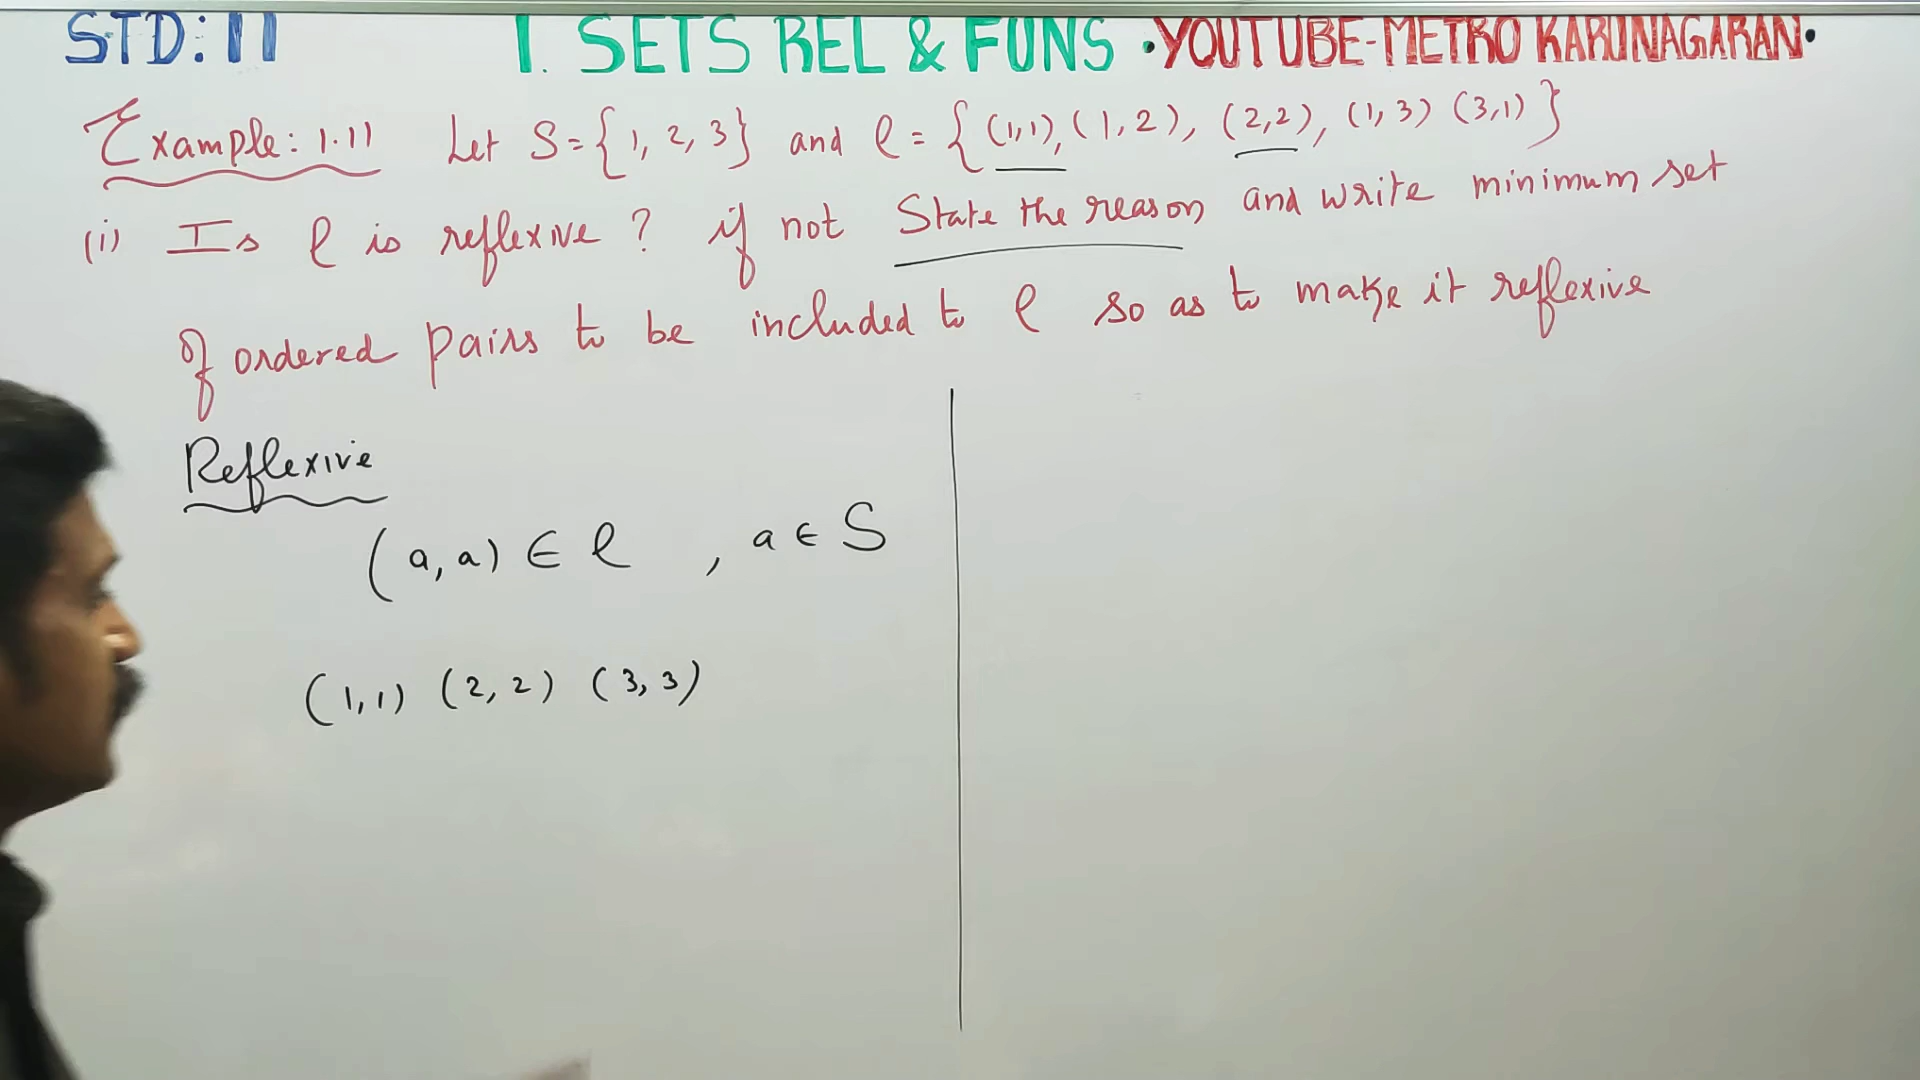 STD: 11 1. SETS REL & FUNS • YOUTUBE-METRO KARUNAGARAN •
Example: 1.11 Let S = {1, 2, 3} and ρ = {(1,1), (1,2), (2,2), (1,3) (3,1)}
(i) Is ρ is reflexive? if not State the reason and write minimum set
of ordered pairs to be included to ρ so as to make it reflexive
Reflexive
(a, a) ∈ ρ , a ∈ S
(1,1) (2,2) (3,3)